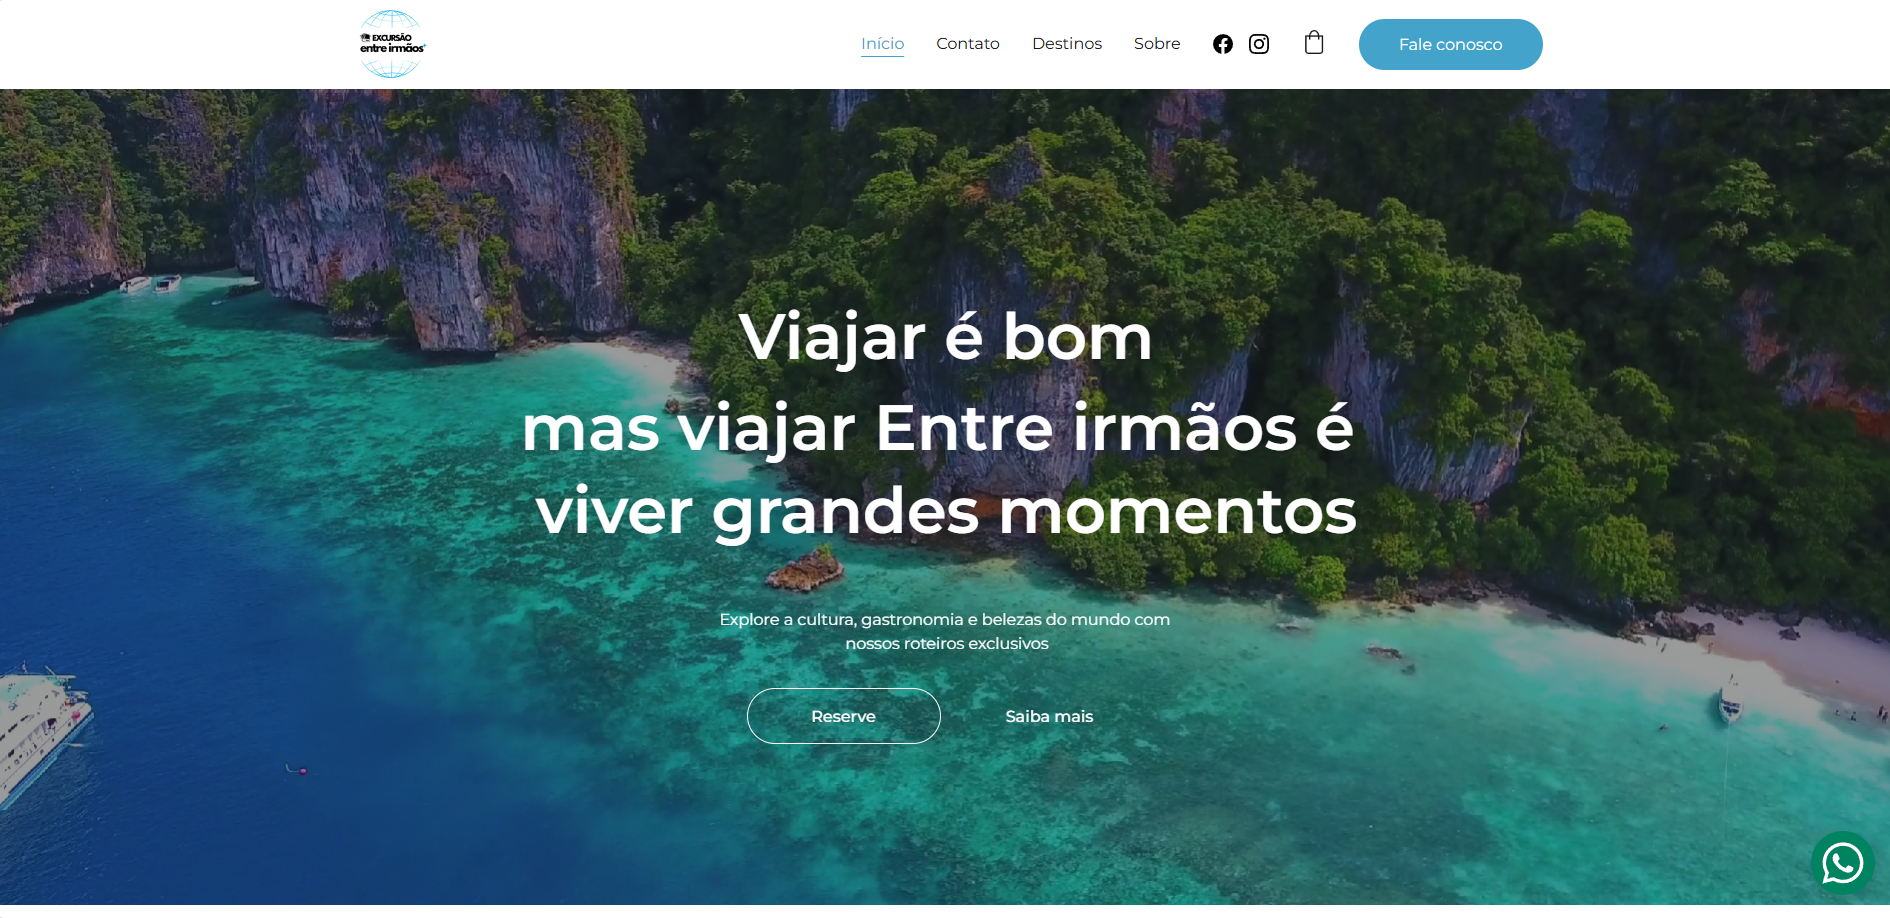 EXCURSÃO
entre irmãos
Início
Contato
Destinos
Sobre
Fale conosco
Viajar é bom
mas viajar Entre irmãos é
viver grandes momentos
Explore a cultura, gastronomia e belezas do mundo com
nossos roteiros exclusivos
Reserve
Saiba mais